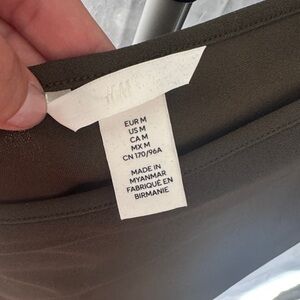 H&M
EUR M
US M
CA M
MX M
CN 170/96A
MADE IN
MYANMAR
FABRIQUÉ EN
BIRMANIE